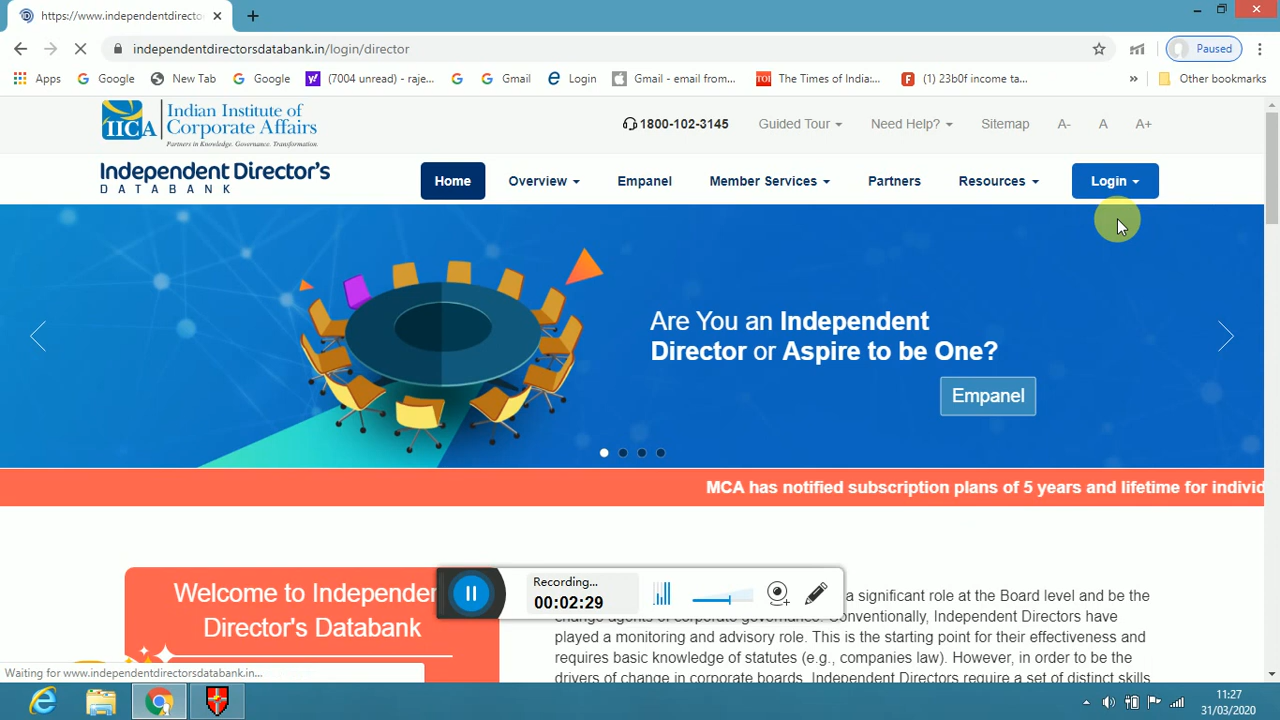 https://www.independentdirecto
independentdirectorsdatabank.in/login/director
Paused
Apps
Google
New Tab
Google
(7004 unread) - raje...
Gmail
Login
Gmail - email from...
The Times of India:...
(1) 23b0f income ta...
»
Other bookmarks
IICA
Indian Institute of
Corporate Affairs
Partners in Knowledge. Governance. Transformation.
1800-102-3145
Guided Tour
Need Help?
Sitemap
A-
A
A+
Independent Director's
DATABANK
Home
Overview
Empanel
Member Services
Partners
Resources
Login
Are You an Independent
Director or Aspire to be One?
Empanel
MCA has notified subscription plans of 5 years and lifetime for individ
Welcome to Independen
Director's Databank
Recording...
00:02:29
a significant role at the Board level and be the
change agents of corporate governance. Conventionally, Independent Directors have
played a monitoring and advisory role. This is the starting point for their effectiveness and
requires basic knowledge of statutes (e.g., companies law). However, in order to be the
drivers of change in corporate boards, Independent Directors require a set of distinct skills
Waiting for www.independentdirectorsdatabank.in...
11:27
31/03/2020